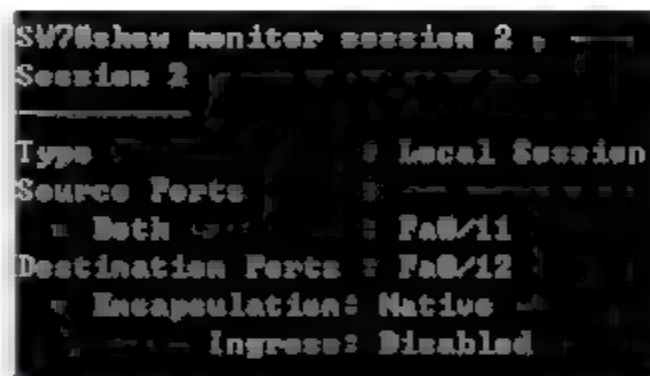 SW7#show monitor session 2
Session 2
---------
Type : Local Session
Source Ports :
Both : Fa0/11
Destination Ports : Fa0/12
Encapsulation: Native
Ingress: Disabled